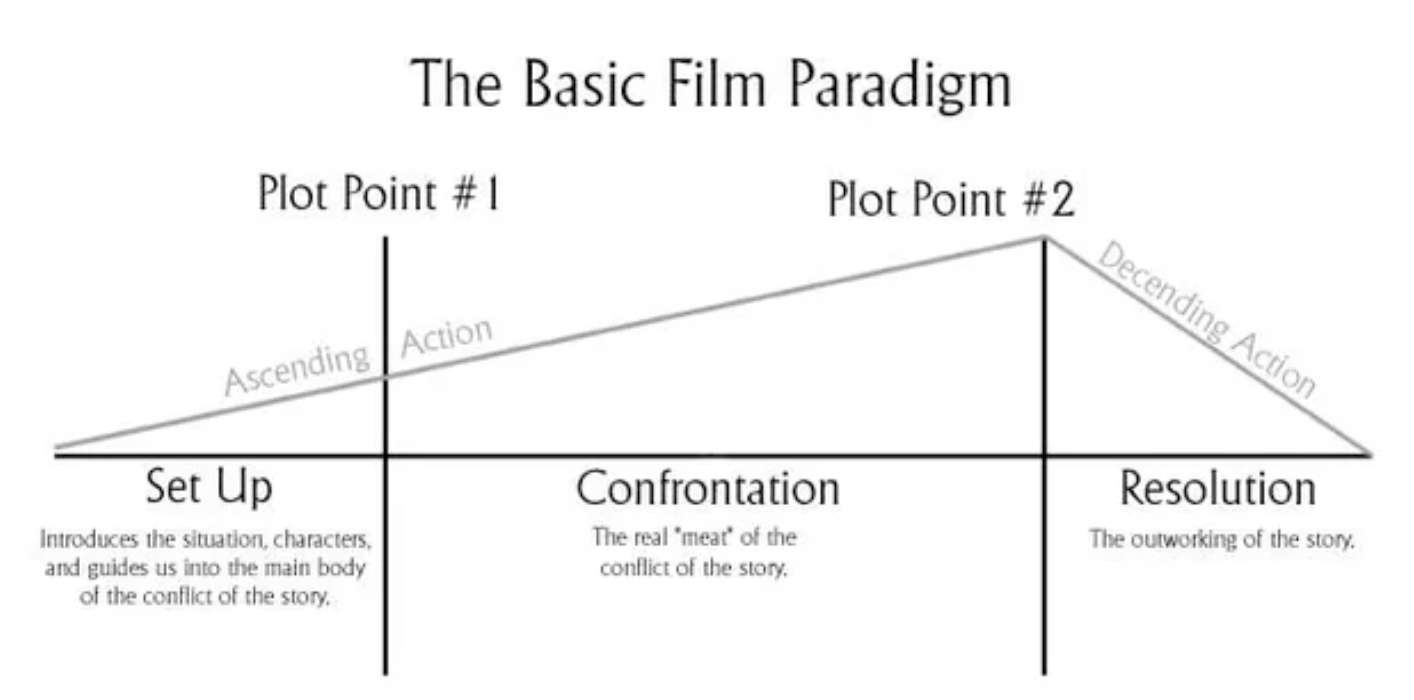 The Basic Film Paradigm
Plot Point #1
Plot Point #2
Ascending Action
Decending Action
Set Up
Introduces the situation, characters,
and guides us into the main body
of the conflict of the story.
Confrontation
The real "meat" of the
conflict of the story.
Resolution
The outworking of the story.